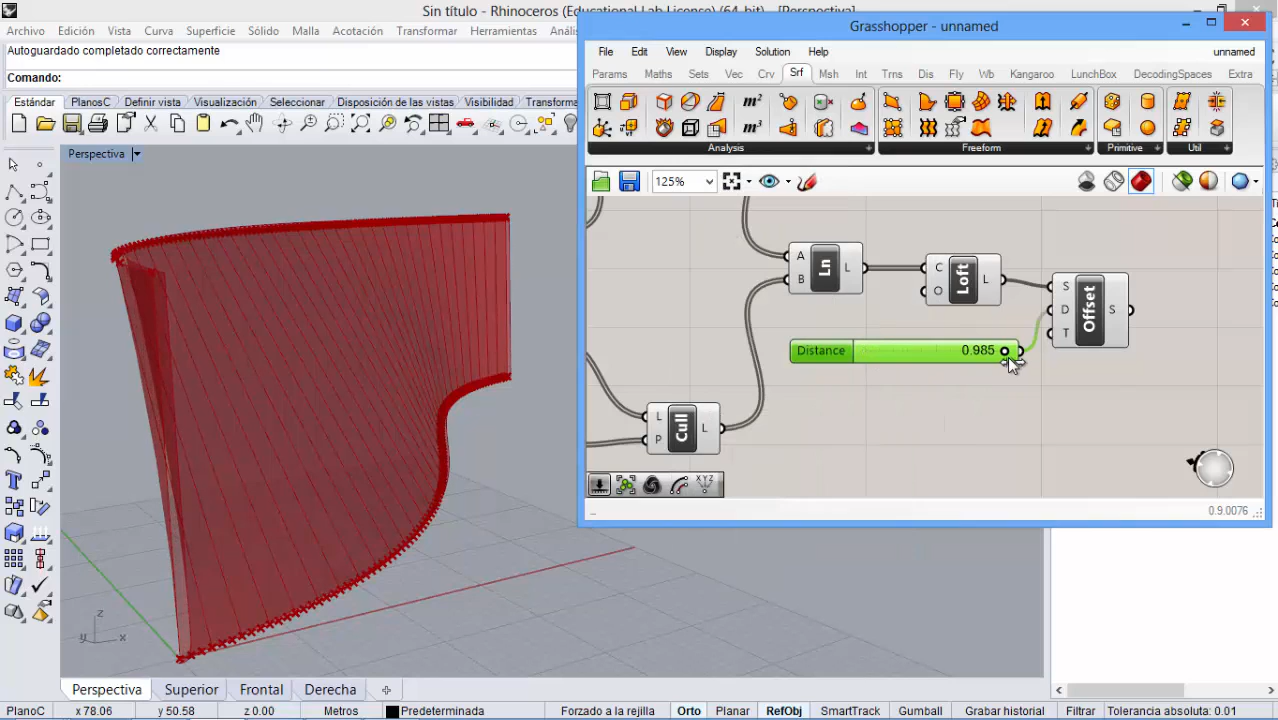 Sin título - Rhinoceros (Educational Lab License) (64-bit) - [Perspectiva]
Archivo Edición Vista Curva Superficie Sólido Malla Acotación Transformar Herramientas Anális
Autoguardado completado correctamente
Comando:
Estándar PlanosC Definir vista Visualización Seleccionar Disposición de las vistas Visibilidad Transforma
Perspectiva
Grasshopper - unnamed
File Edit View Display Solution Help unnamed
Params Maths Sets Vec Crv Srf Msh Int Trns Dis Fly Wb Kangaroo LunchBox DecodingSpaces Extra
m²
m³
Analysis Freeform Primitive Util
125%
A
B
Ln
L
C
O
Loft
L
S
D
T
Offset
S
Distance 0.985
L
P
Cull
L
XYZ
0.9.0076
z
y x
Perspectiva Superior Frontal Derecha
PlanoC x 78.06 y 50.58 z 0.00 Metros Predeterminada Forzado a la rejilla Orto Planar RefObj SmartTrack Gumball Grabar historial Filtrar Tolerancia absoluta: 0.01